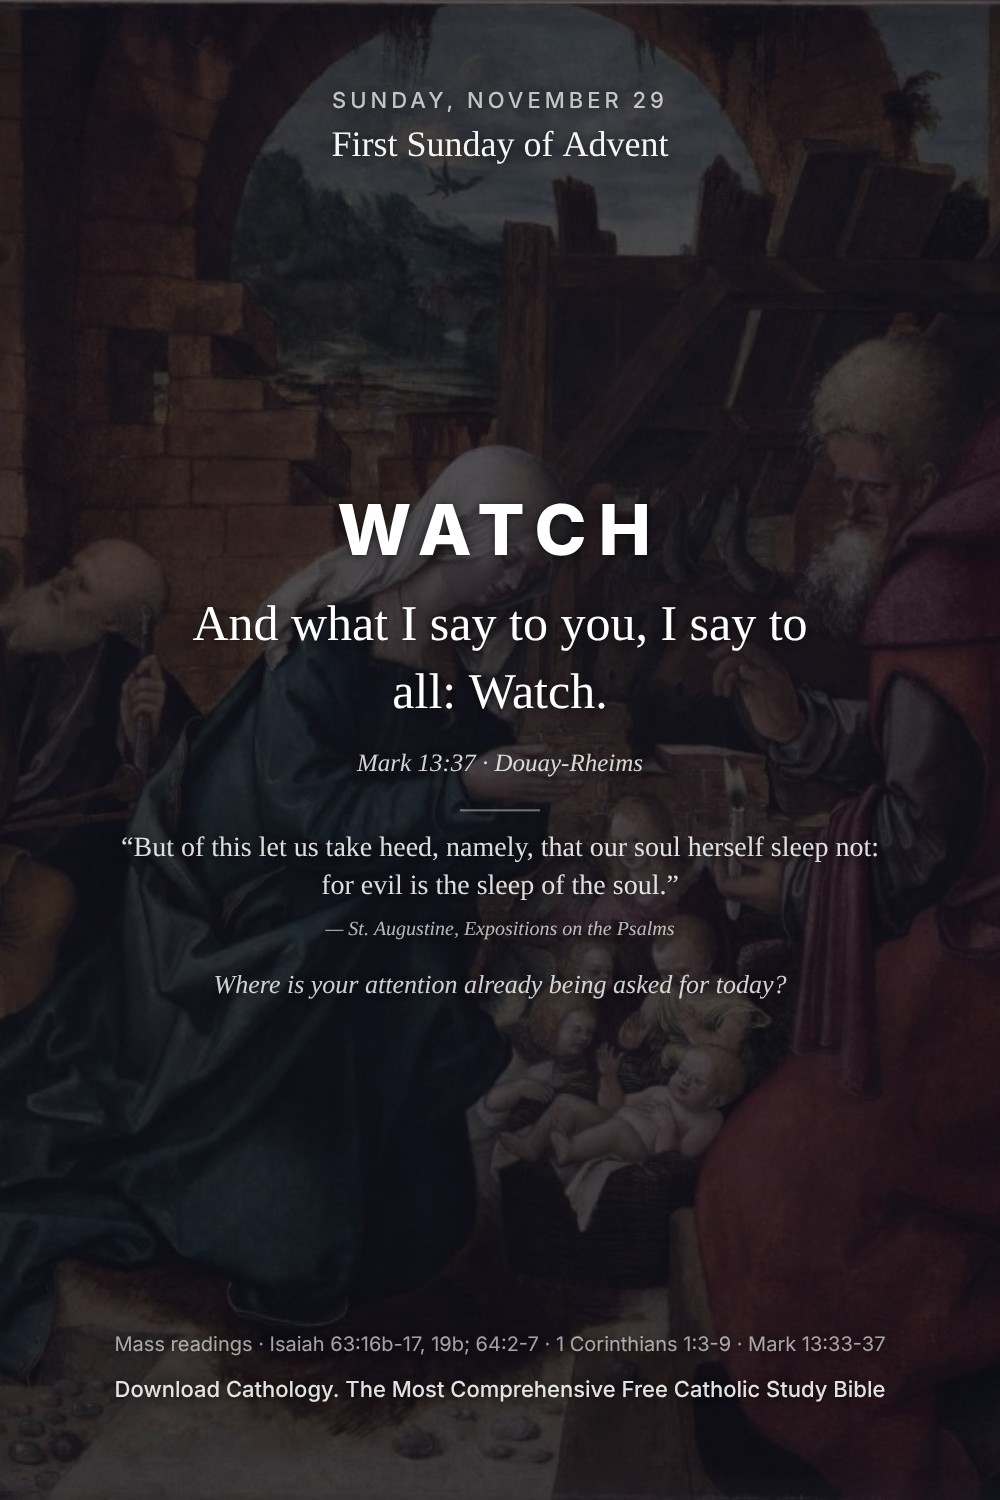 SUNDAY, NOVEMBER 29
First Sunday of Advent
WATCH
And what I say to you, I say to
all: Watch.
Mark 13:37 · Douay-Rheims
“But of this let us take heed, namely, that our soul herself sleep not:
for evil is the sleep of the soul.”
— St. Augustine, Expositions on the Psalms
Where is your attention already being asked for today?
Mass readings · Isaiah 63:16b-17, 19b; 64:2-7 · 1 Corinthians 1:3-9 · Mark 13:33-37
Download Cathology. The Most Comprehensive Free Catholic Study Bible